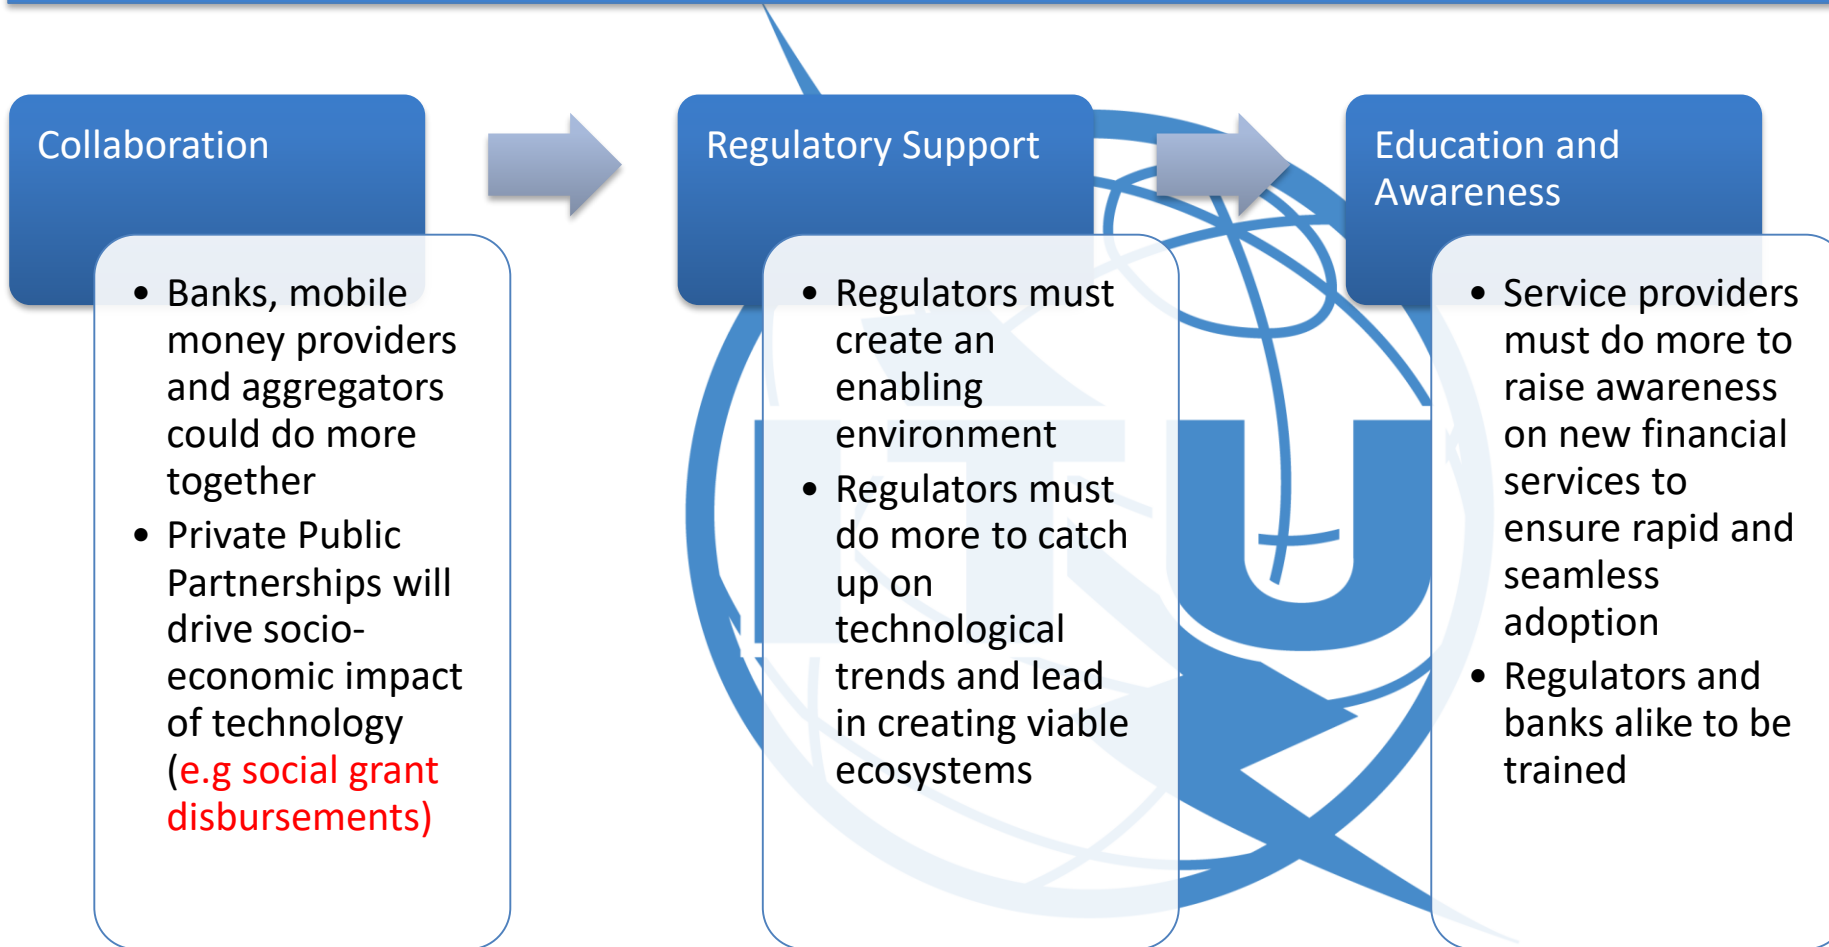 Collaboration
• Banks, mobile
money providers
and aggregators
could do more
together
• Private Public
Partnerships will
drive socio-
economic impact
of technology
(e.g social grant
disbursements)
Regulatory Support
• Regulators must
create an
enabling
environment
• Regulators must
do more to catch
up on
technological
trends and lead
in creating viable
ecosystems
Education and
Awareness
• Service providers
must do more to
raise awareness
on new financial
services to
ensure rapid and
seamless
adoption
• Regulators and
banks alike to be
trained
ITU